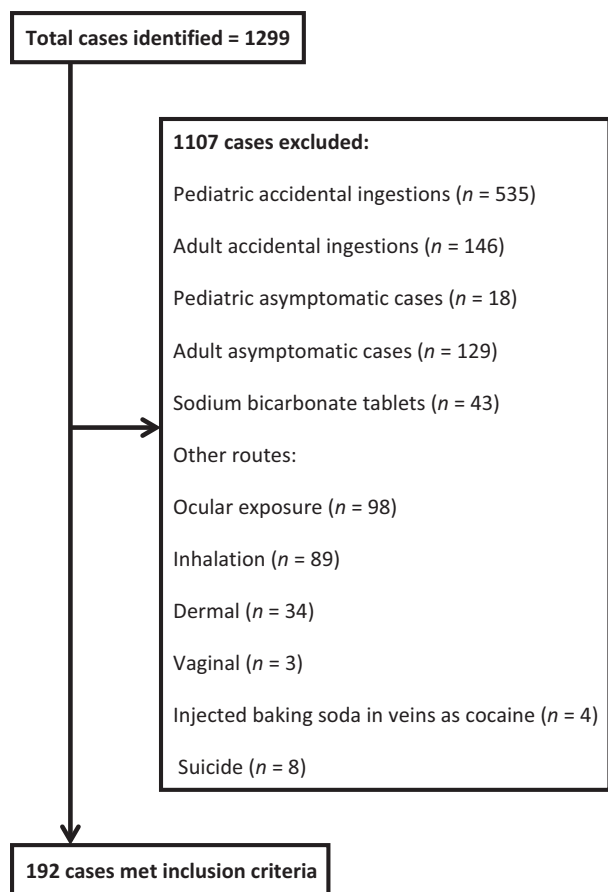 Total cases identified = 1299
1107 cases excluded:
Pediatric accidental ingestions (n = 535)
Adult accidental ingestions (n = 146)
Pediatric asymptomatic cases (n = 18)
Adult asymptomatic cases (n = 129)
Sodium bicarbonate tablets (n = 43)
Other routes:
Ocular exposure (n = 98)
Inhalation (n = 89)
Dermal (n = 34)
Vaginal (n = 3)
Injected baking soda in veins as cocaine (n = 4)
Suicide (n = 8)
192 cases met inclusion criteria